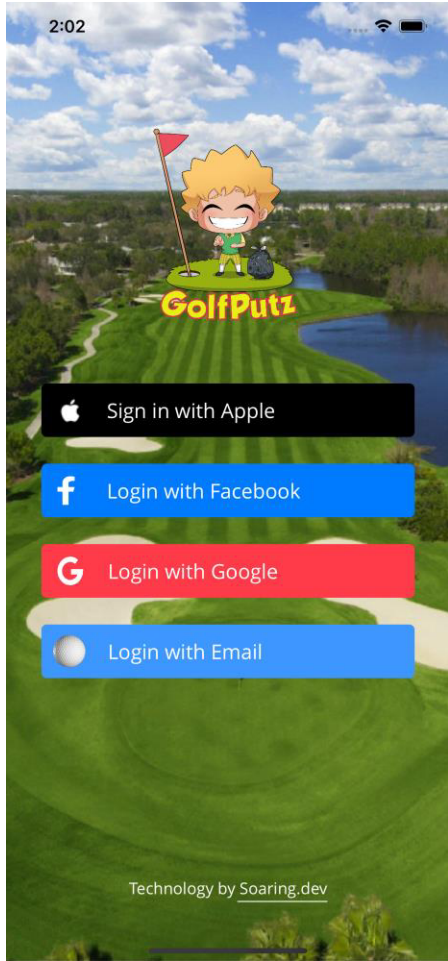 2:02
GolfPutz
Sign in with Apple
Login with Facebook
Login with Google
Login with Email
Technology by Soaring.dev